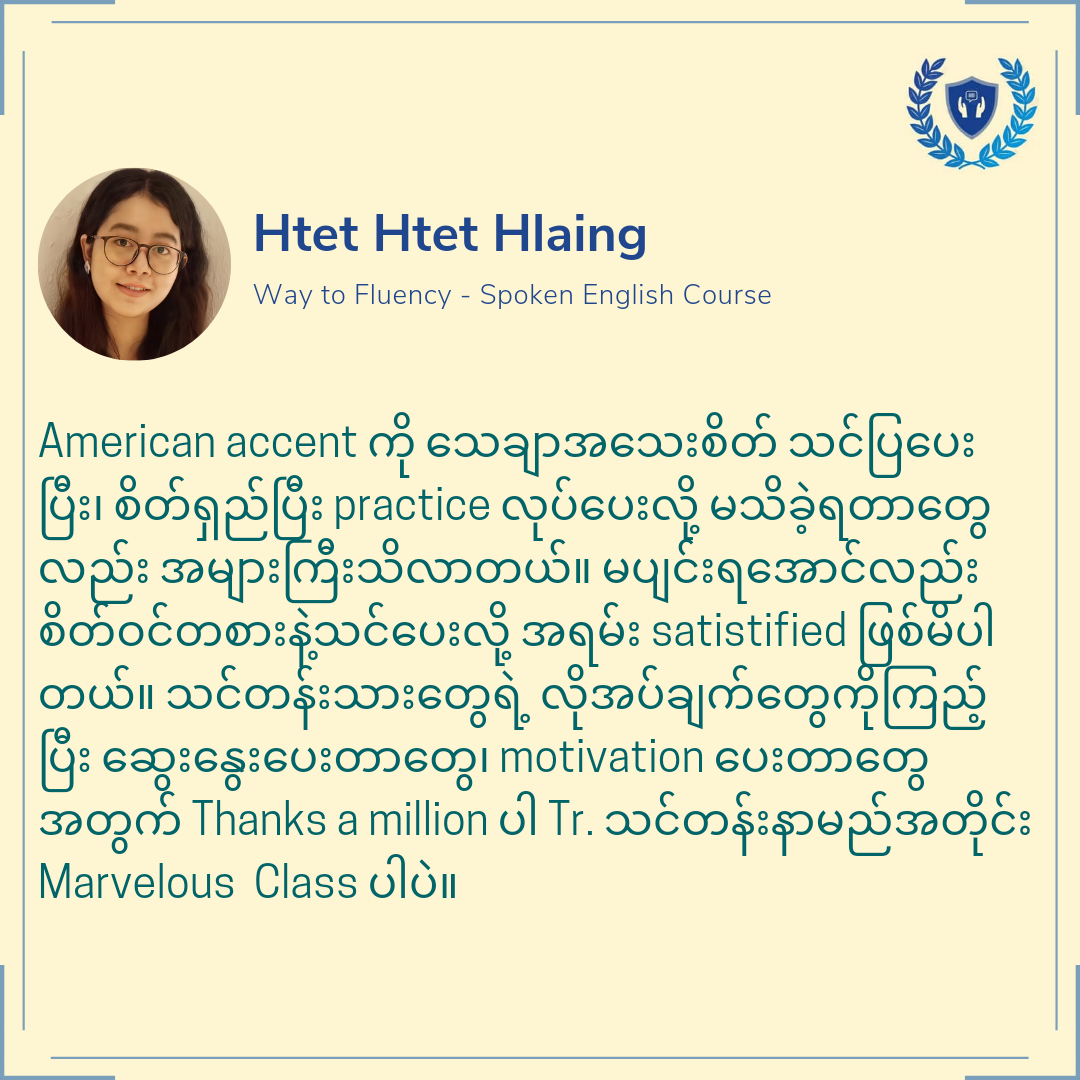 Htet Htet Hlaing
Way to Fluency - Spoken English Course
American accent ကို သေချာအသေးစိတ် သင်ပြပေး
ပြီး၊ စိတ်ရှည်ပြီး practice လုပ်ပေးလို့ မသိခဲ့ရတာတွေ
လည်း အများကြီးသိလာတယ်။ မပျင်းရအောင်လည်း
စိတ်ဝင်တစားနဲ့သင်ပေးလို့ အရမ်း satistified ဖြစ်မိပါ
တယ်။ သင်တန်းသားတွေရဲ့ လိုအပ်ချက်တွေကိုကြည့်
ပြီး ဆွေးနွေးပေးတာတွေ၊ motivation ပေးတာတွေ
အတွက် Thanks a million ပါ Tr. သင်တန်းနာမည်အတိုင်း
Marvelous  Class ပါပဲ။